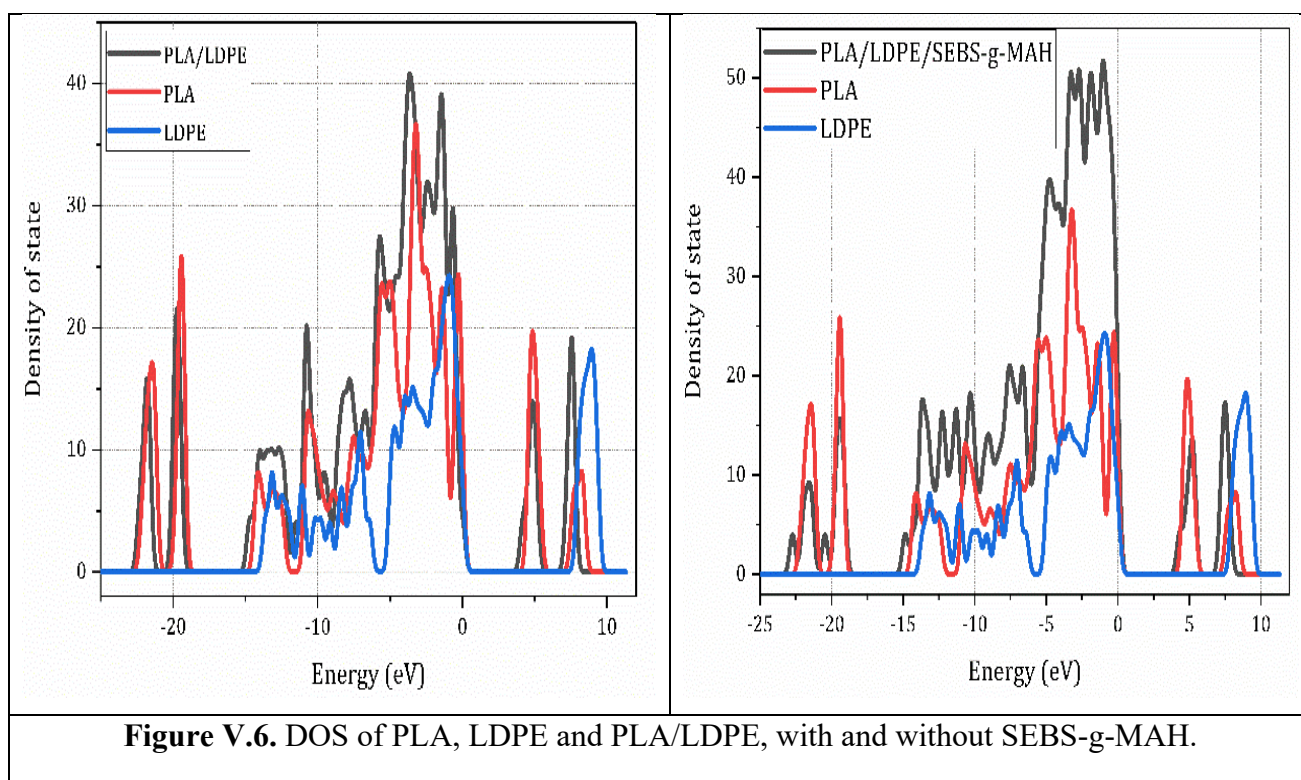 PLA/LDPE
PLA
LDPE
40
30
20
10
0
Density of state
-20
-10
0
10
Energy (eV)
PLA/LDPE/SEBS-g-MAH
PLA
LDPE
50
40
30
20
10
0
Density of state
-25
-20
-15
-10
-5
0
5
10
Energy (eV)
Figure V.6. DOS of PLA, LDPE and PLA/LDPE, with and without SEBS-g-MAH.